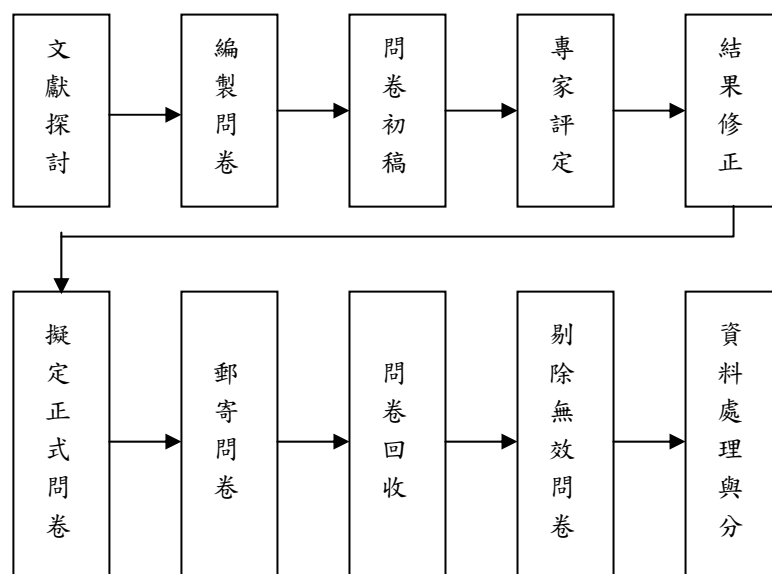 文獻探討
編製問卷
問卷初稿
專家評定
結果修正
擬定正式問卷
郵寄問卷
問卷回收
剔除無效問卷
資料處理與分